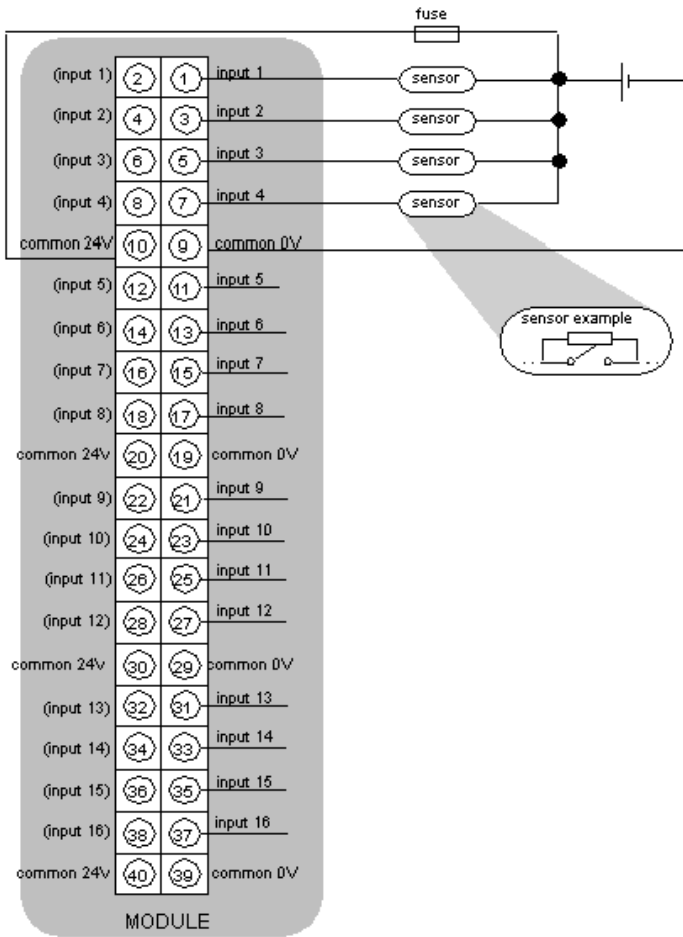 fuse
(input 1) 2 1 input 1 sensor
(input 2) 4 3 input 2 sensor
(input 3) 6 5 input 3 sensor
(input 4) 8 7 input 4 sensor
common 24V 10 9 common 0V
(input 5) 12 11 input 5
sensor example
(input 6) 14 13 input 6
(input 7) 16 15 input 7
(input 8) 18 17 input 8
common 24V 20 19 common 0V
(input 9) 22 21 input 9
(input 10) 24 23 input 10
(input 11) 26 25 input 11
(input 12) 28 27 input 12
common 24V 30 29 common 0V
(input 13) 32 31 input 13
(input 14) 34 33 input 14
(input 15) 36 35 input 15
(input 16) 38 37 input 16
common 24V 40 39 common 0V
MODULE